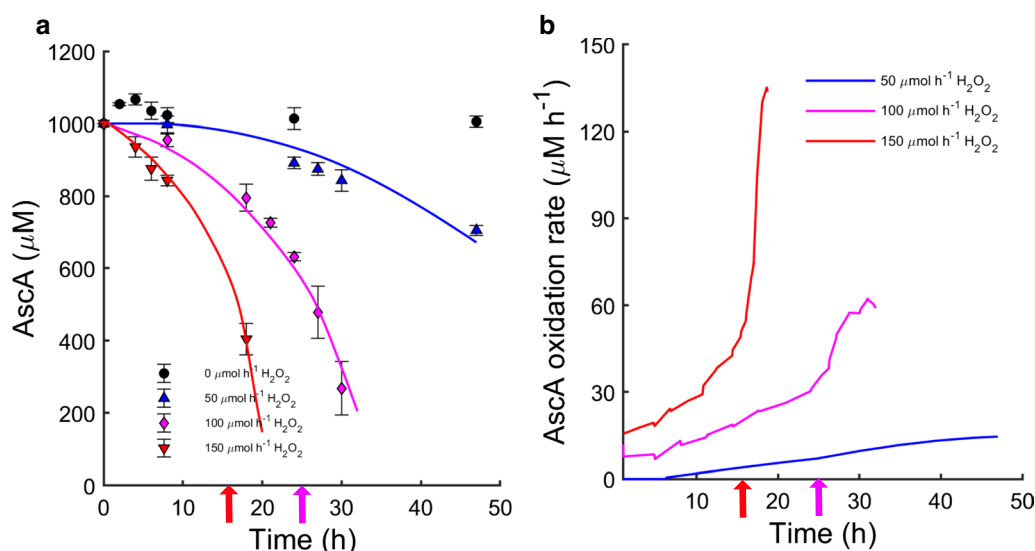 a
AscA (μM)
1200
1000
800
600
400
200
0
0 μmol h⁻¹ H₂O₂
50 μmol h⁻¹ H₂O₂
100 μmol h⁻¹ H₂O₂
150 μmol h⁻¹ H₂O₂
0 10 20 30 40 50
Time (h)
b
AscA oxidation rate (μM h⁻¹)
150
120
90
60
30
0
50 μmol h⁻¹ H₂O₂
100 μmol h⁻¹ H₂O₂
150 μmol h⁻¹ H₂O₂
10 20 30 40 50
Time (h)